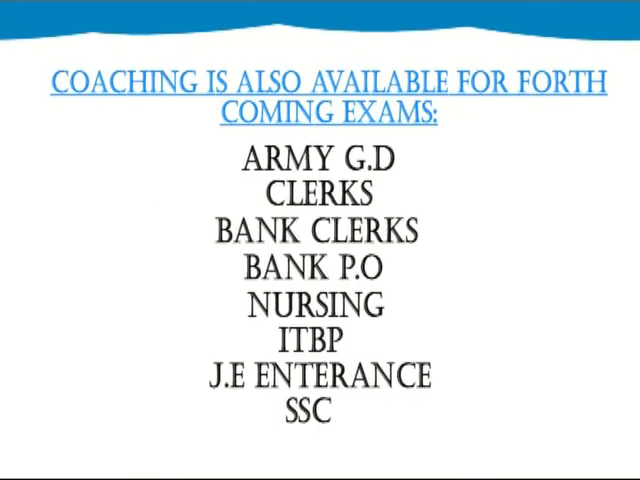 COACHING IS ALSO AVAILABLE FOR FORTH
COMING EXAMS:
ARMY G.D
CLERKS
BANK CLERKS
BANK P.O
NURSING
ITBP
J.E ENTERANCE
SSC